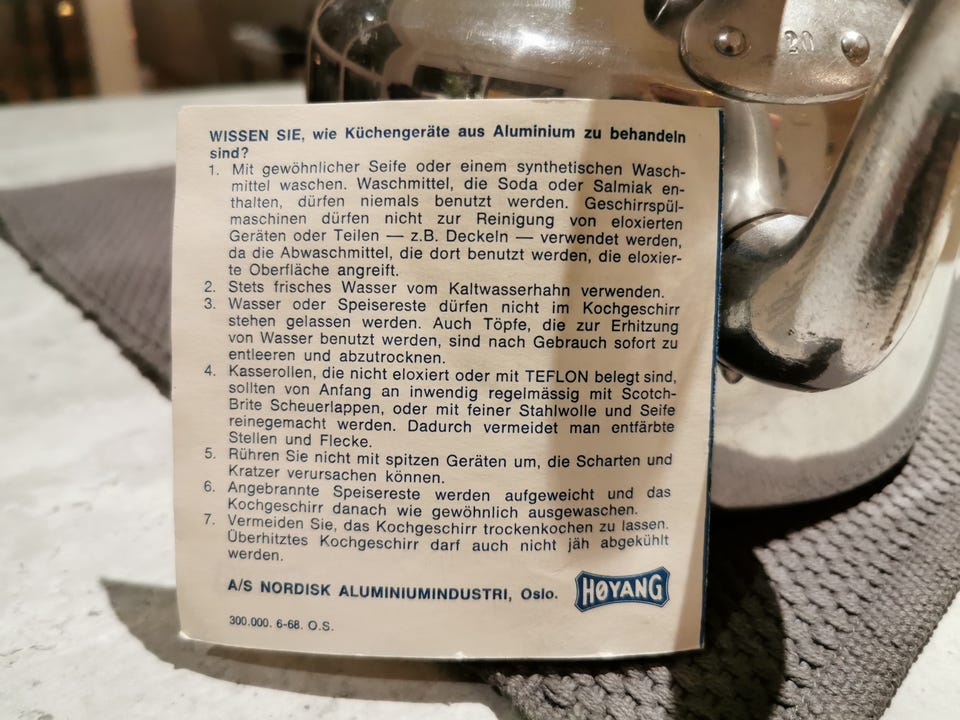 20
WISSEN SIE, wie Küchengeräte aus Aluminium zu behandeln
sind?
1. Mit gewöhnlicher Seife oder einem synthetischen Wasch-
mittel waschen. Waschmittel, die Soda oder Salmiak en-
thalten, dürfen niemals benutzt werden. Geschirrspül-
maschinen dürfen nicht zur Reinigung von eloxierten
Geräten oder Teilen — z.B. Deckeln — verwendet werden,
da die Abwaschmittel, die dort benutzt werden, die eloxier-
te Oberfläche angreift.
2. Stets frisches Wasser vom Kaltwasserhahn verwenden.
3. Wasser oder Speisereste dürfen nicht im Kochgeschirr
stehen gelassen werden. Auch Töpfe, die zur Erhitzung
von Wasser benutzt werden, sind nach Gebrauch sofort zu
entleeren und abzutrocknen.
4. Kasserollen, die nicht eloxiert oder mit TEFLON belegt sind,
sollten von Anfang an inwendig regelmässig mit Scotch-
Brite Scheuerlappen, oder mit feiner Stahlwolle und Seife
reinegemacht werden. Dadurch vermeidet man entfärbte
Stellen und Flecke.
5. Rühren Sie nicht mit spitzen Geräten um, die Scharten und
Kratzer verursachen können.
6. Angebrannte Speisereste werden aufgeweicht und das
Kochgeschirr danach wie gewöhnlich ausgewaschen.
7. Vermeiden Sie, das Kochgeschirr trockenkochen zu lassen.
Überhitztes Kochgeschirr darf auch nicht jäh abgekühlt
werden.
A/S NORDISK ALUMINIUMINDUSTRI, Oslo.
HØYANG
300.000. 6-68. O.S.